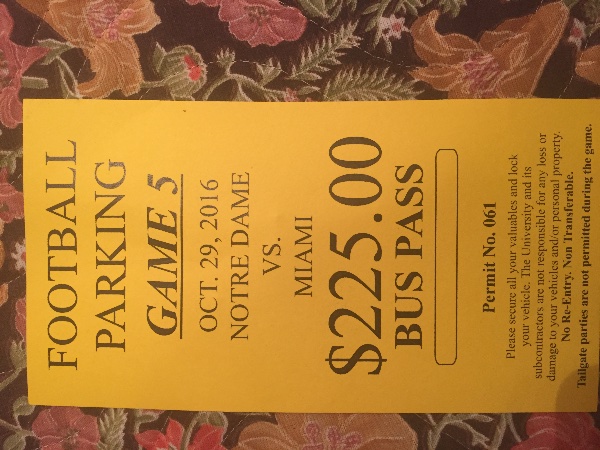 FOOTBALL
PARKING
GAME 5
OCT. 29, 2016
NOTRE DAME
VS.
MIAMI
$225.00
BUS PASS
Permit No. 061
Please secure all your valuables and lock
your vehicle. The University and its
subcontractors are not responsible for any loss or
damage to your vehicles and/or personal property.
No Re-Entry. Non Transferable.
Tailgate parties are not permitted during the game.